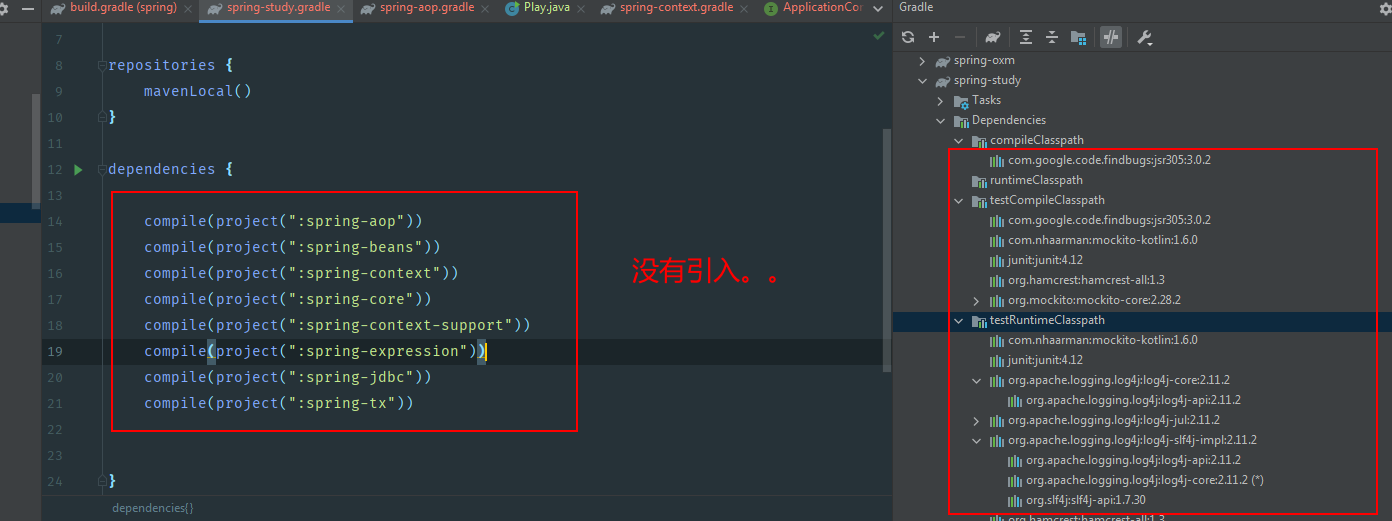 build.gradle (spring)
spring-study.gradle
spring-aop.gradle
Play.java
spring-context.gradle
ApplicationCor
7
8 repositories {
9 mavenLocal()
10 }
11
12 dependencies {
13
14 compile(project(":spring-aop"))
15 compile(project(":spring-beans"))
16 compile(project(":spring-context"))
17 compile(project(":spring-core"))
18 compile(project(":spring-context-support"))
19 compile(project(":spring-expression"))
20 compile(project(":spring-jdbc"))
21 compile(project(":spring-tx"))
22
23
24 }
dependencies{}
没有引入。。
Gradle
spring-oxm
spring-study
Tasks
Dependencies
compileClasspath
com.google.code.findbugs:jsr305:3.0.2
runtimeClasspath
testCompileClasspath
com.google.code.findbugs:jsr305:3.0.2
com.nhaarman:mockito-kotlin:1.6.0
junit:junit:4.12
org.hamcrest:hamcrest-all:1.3
org.mockito:mockito-core:2.28.2
testRuntimeClasspath
com.nhaarman:mockito-kotlin:1.6.0
junit:junit:4.12
org.apache.logging.log4j:log4j-core:2.11.2
org.apache.logging.log4j:log4j-api:2.11.2
org.apache.logging.log4j:log4j-jul:2.11.2
org.apache.logging.log4j:log4j-slf4j-impl:2.11.2
org.apache.logging.log4j:log4j-api:2.11.2
org.apache.logging.log4j:log4j-core:2.11.2 (*)
org.slf4j:slf4j-api:1.7.30
org.hamcrest:hamcrest-all:1.3